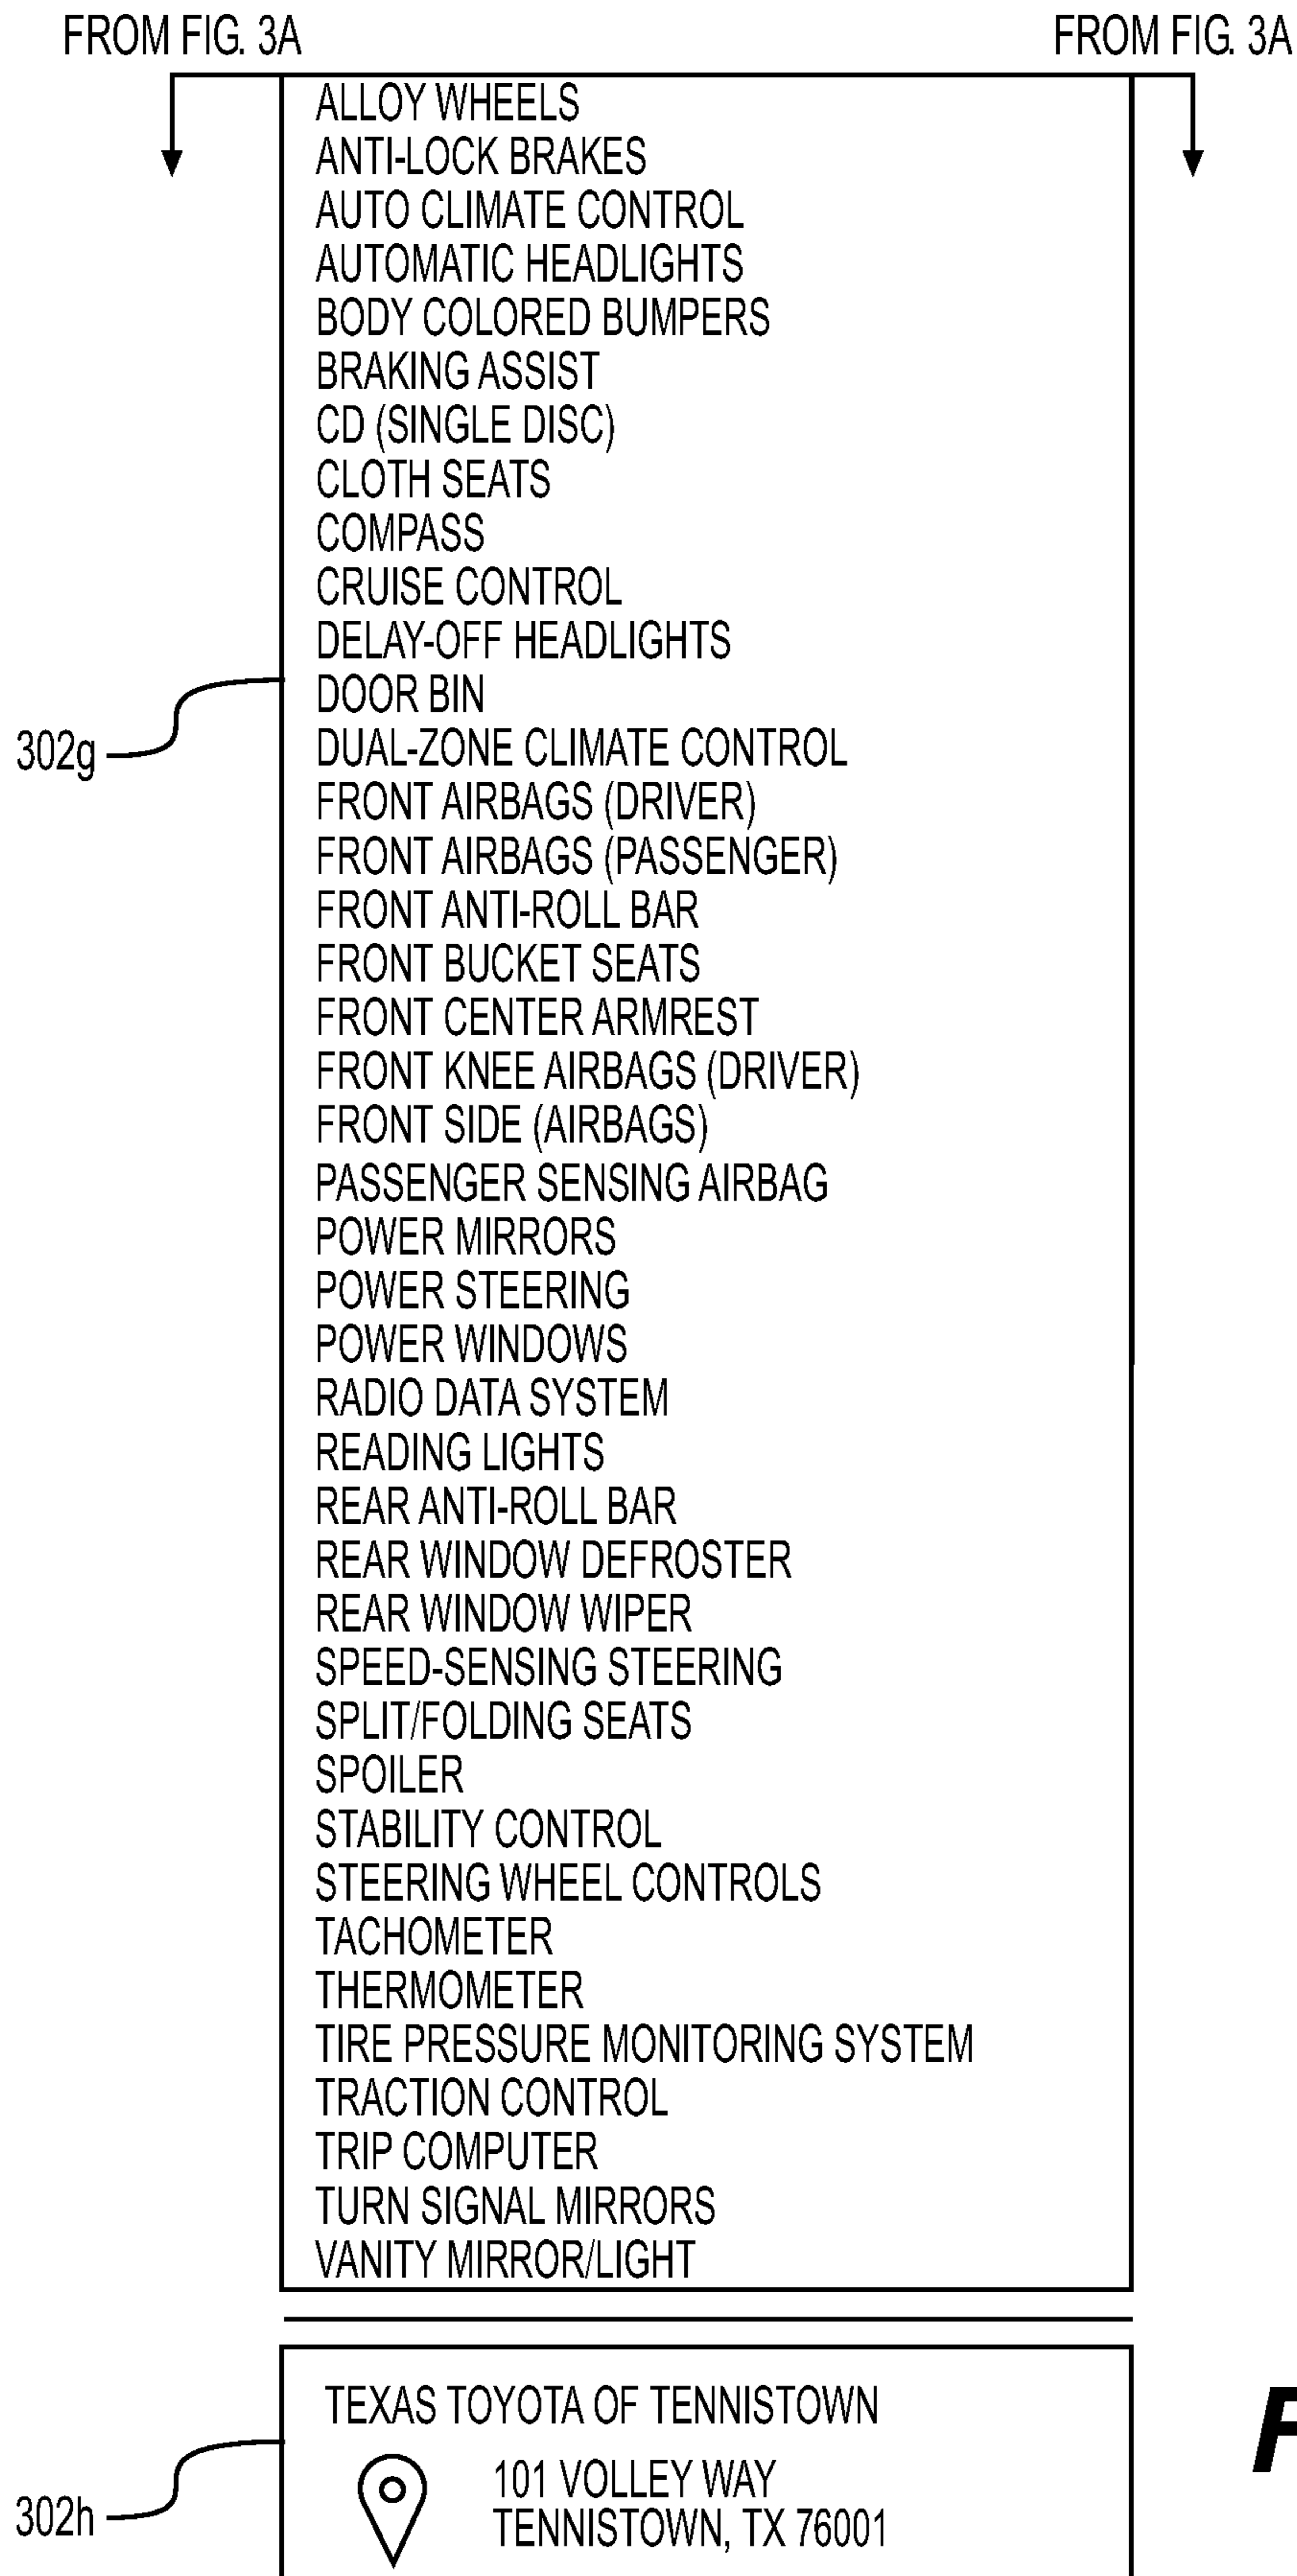 FROM FIG. 3A
FROM FIG. 3A
ALLOY WHEELS
ANTI-LOCK BRAKES
AUTO CLIMATE CONTROL
AUTOMATIC HEADLIGHTS
BODY COLORED BUMPERS
BRAKING ASSIST
CD (SINGLE DISC)
CLOTH SEATS
COMPASS
CRUISE CONTROL
DELAY-OFF HEADLIGHTS
DOOR BIN
302g
DUAL-ZONE CLIMATE CONTROL
FRONT AIRBAGS (DRIVER)
FRONT AIRBAGS (PASSENGER)
FRONT ANTI-ROLL BAR
FRONT BUCKET SEATS
FRONT CENTER ARMREST
FRONT KNEE AIRBAGS (DRIVER)
FRONT SIDE (AIRBAGS)
PASSENGER SENSING AIRBAG
POWER MIRRORS
POWER STEERING
POWER WINDOWS
RADIO DATA SYSTEM
READING LIGHTS
REAR ANTI-ROLL BAR
REAR WINDOW DEFROSTER
REAR WINDOW WIPER
SPEED-SENSING STEERING
SPLIT/FOLDING SEATS
SPOILER
STABILITY CONTROL
STEERING WHEEL CONTROLS
TACHOMETER
THERMOMETER
TIRE PRESSURE MONITORING SYSTEM
TRACTION CONTROL
TRIP COMPUTER
TURN SIGNAL MIRRORS
VANITY MIRROR/LIGHT
TEXAS TOYOTA OF TENNISTOWN
101 VOLLEY WAY
302h
TENNISTOWN, TX 76001